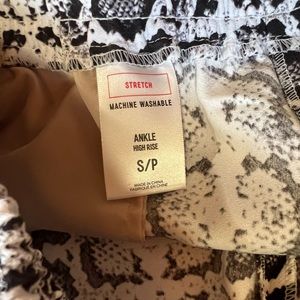 STRETCH
MACHINE WASHABLE
ANKLE
HIGH RISE
S/P
MADE IN CHINA
FABRIQUÉ EN CHINE